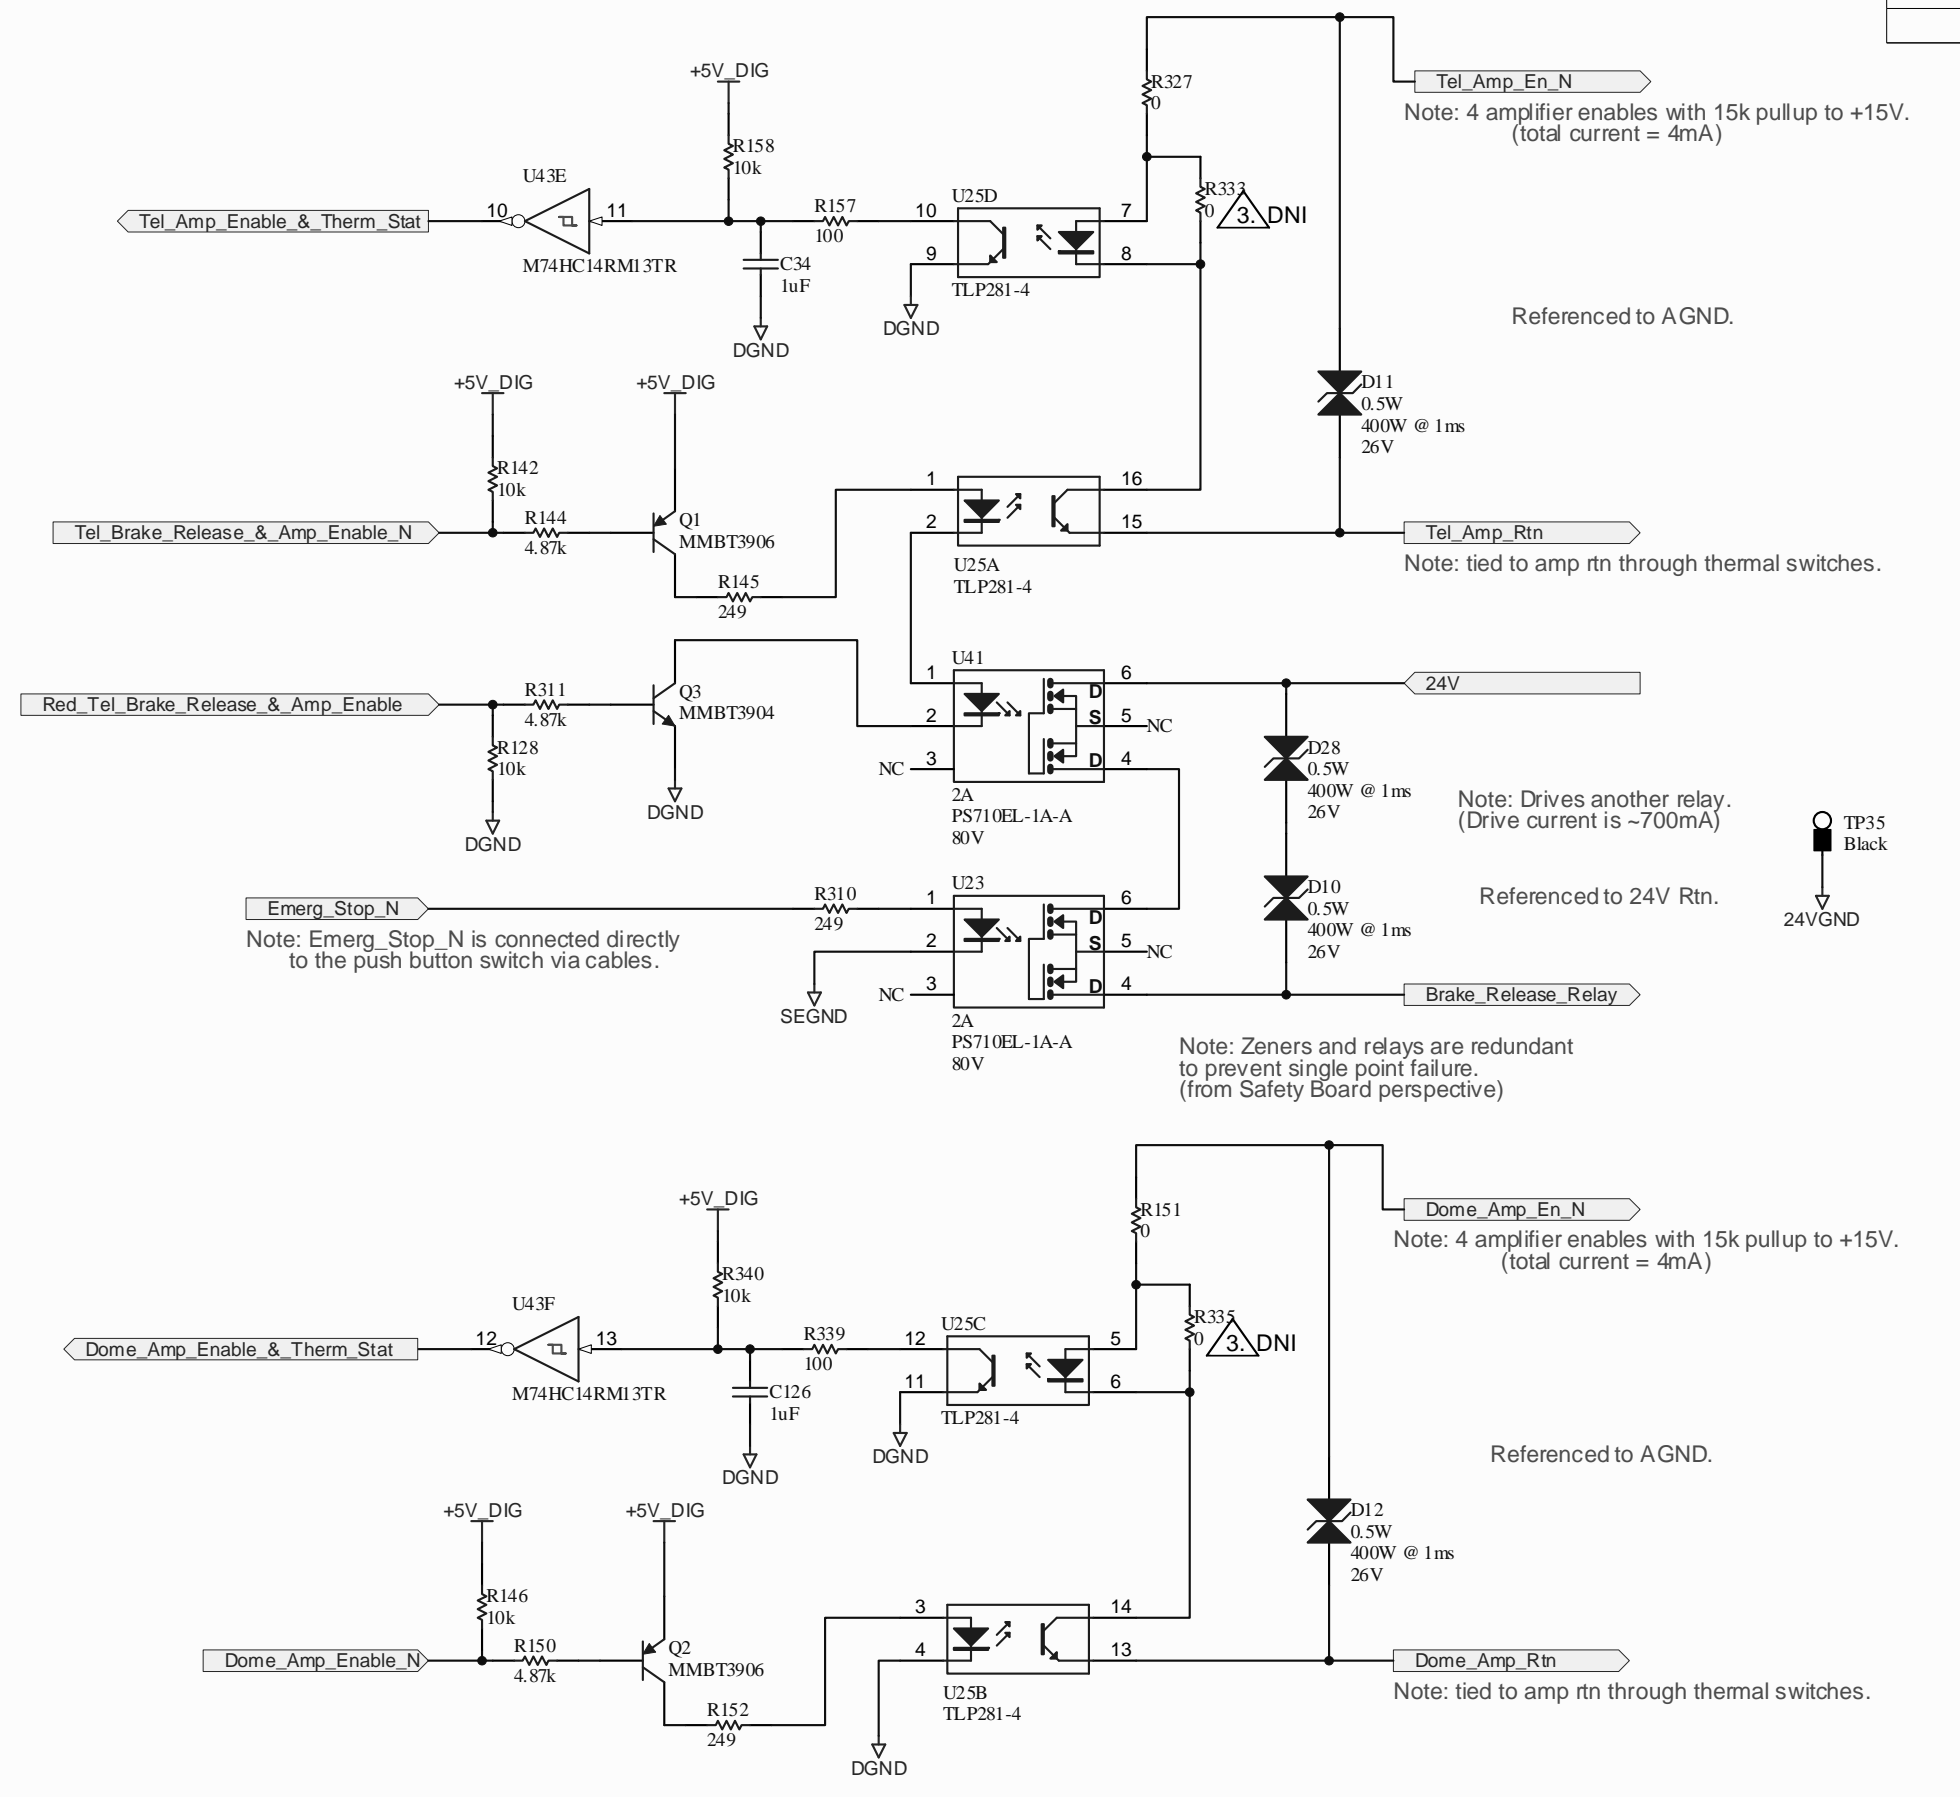 +5V_DIG
R158
10k
R327
0
Tel_Amp_En_N
Note: 4 amplifier enables with 15k pullup to +15V.
(total current = 4mA)
U43E
Tel_Amp_Enable_&_Therm_Stat
10
11
M74HC14RM13TR
R157
100
C34
1uF
DGND
U25D
10
9
7
8
TLP281-4
DGND
R333
0
3.
DNI
Referenced to AGND.
D11
0.5W
400W @ 1ms
26V
+5V_DIG
+5V_DIG
R142
10k
Tel_Brake_Release_&_Amp_Enable_N
R144
4.87k
Q1
MMBT3906
R145
249
1
2
16
15
U25A
TLP281-4
Tel_Amp_Rtn
Note: tied to amp rtn through thermal switches.
Red_Tel_Brake_Release_&_Amp_Enable
R311
4.87k
R128
10k
DGND
Q3
MMBT3904
DGND
U41
1
2
NC
3
6
D
S
5
NC
D
4
2A
PS710EL-1A-A
80V
24V
D28
0.5W
400W @ 1ms
26V
Note: Drives another relay.
(Drive current is ~700mA)
TP35
Black
24VGND
Emerg_Stop_N
Note: Emerg_Stop_N is connected directly
to the push button switch via cables.
R310
249
SEGND
U23
1
2
NC
3
6
D
S
5
NC
D
4
2A
PS710EL-1A-A
80V
D10
0.5W
400W @ 1ms
26V
Referenced to 24V Rtn.
Brake_Release_Relay
Note: Zeners and relays are redundant
to prevent single point failure.
(from Safety Board perspective)
+5V_DIG
R340
10k
R151
0
Dome_Amp_En_N
Note: 4 amplifier enables with 15k pullup to +15V.
(total current = 4mA)
U43F
Dome_Amp_Enable_&_Therm_Stat
12
13
M74HC14RM13TR
R339
100
C126
1uF
DGND
U25C
12
11
5
6
TLP281-4
DGND
R335
0
3.
DNI
Referenced to AGND.
D12
0.5W
400W @ 1ms
26V
+5V_DIG
+5V_DIG
R146
10k
Dome_Amp_Enable_N
R150
4.87k
Q2
MMBT3906
R152
249
3
4
14
13
U25B
TLP281-4
DGND
Dome_Amp_Rtn
Note: tied to amp rtn through thermal switches.